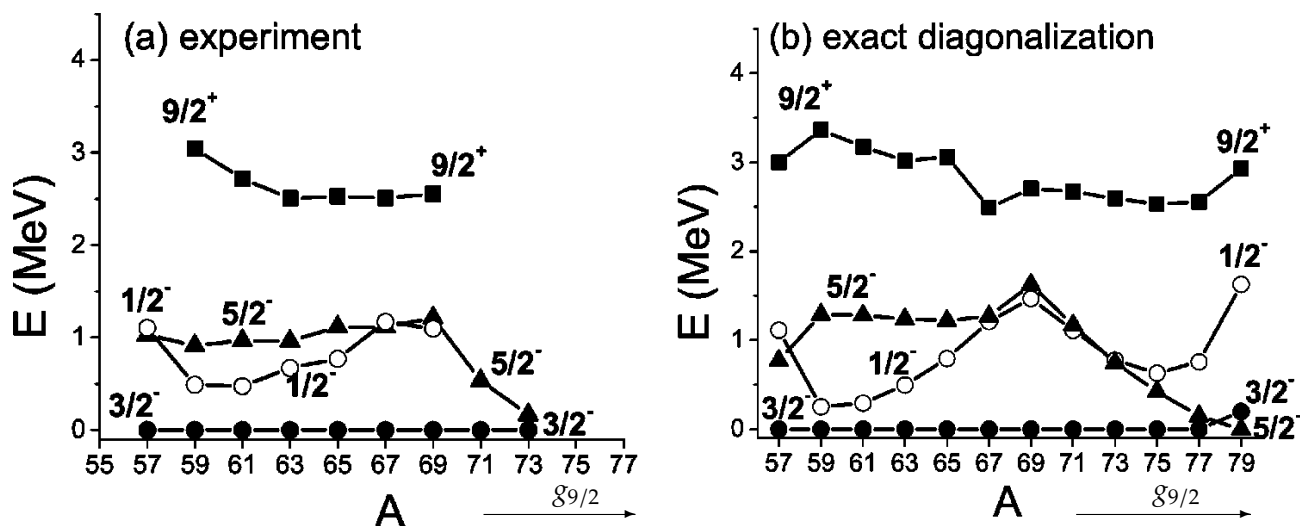 (a) experiment
4
3
2
1
0
E (MeV)
9/2⁺
9/2⁺
1/2⁻
5/2⁻
1/2⁻
5/2⁻
3/2⁻
3/2⁻
55 57 59 61 63 65 67 69 71 73 75 77
A
g9/2
(b) exact diagonalization
4
3
2
1
0
E (MeV)
9/2⁺
9/2⁺
1/2⁻
5/2⁻
1/2⁻
3/2⁻
3/2⁻
5/2⁻
57 59 61 63 65 67 69 71 73 75 77 79
A
g9/2